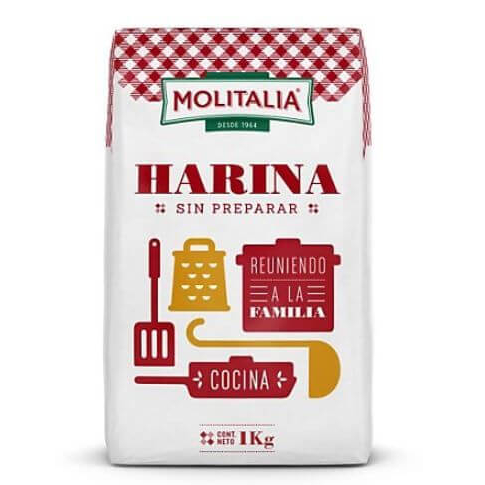 MOLITALIA®
DESDE 1964
HARINA
SIN PREPARAR
REUNIENDO
A LA
FAMILIA
COCINA
CONT.
NETO 1Kg